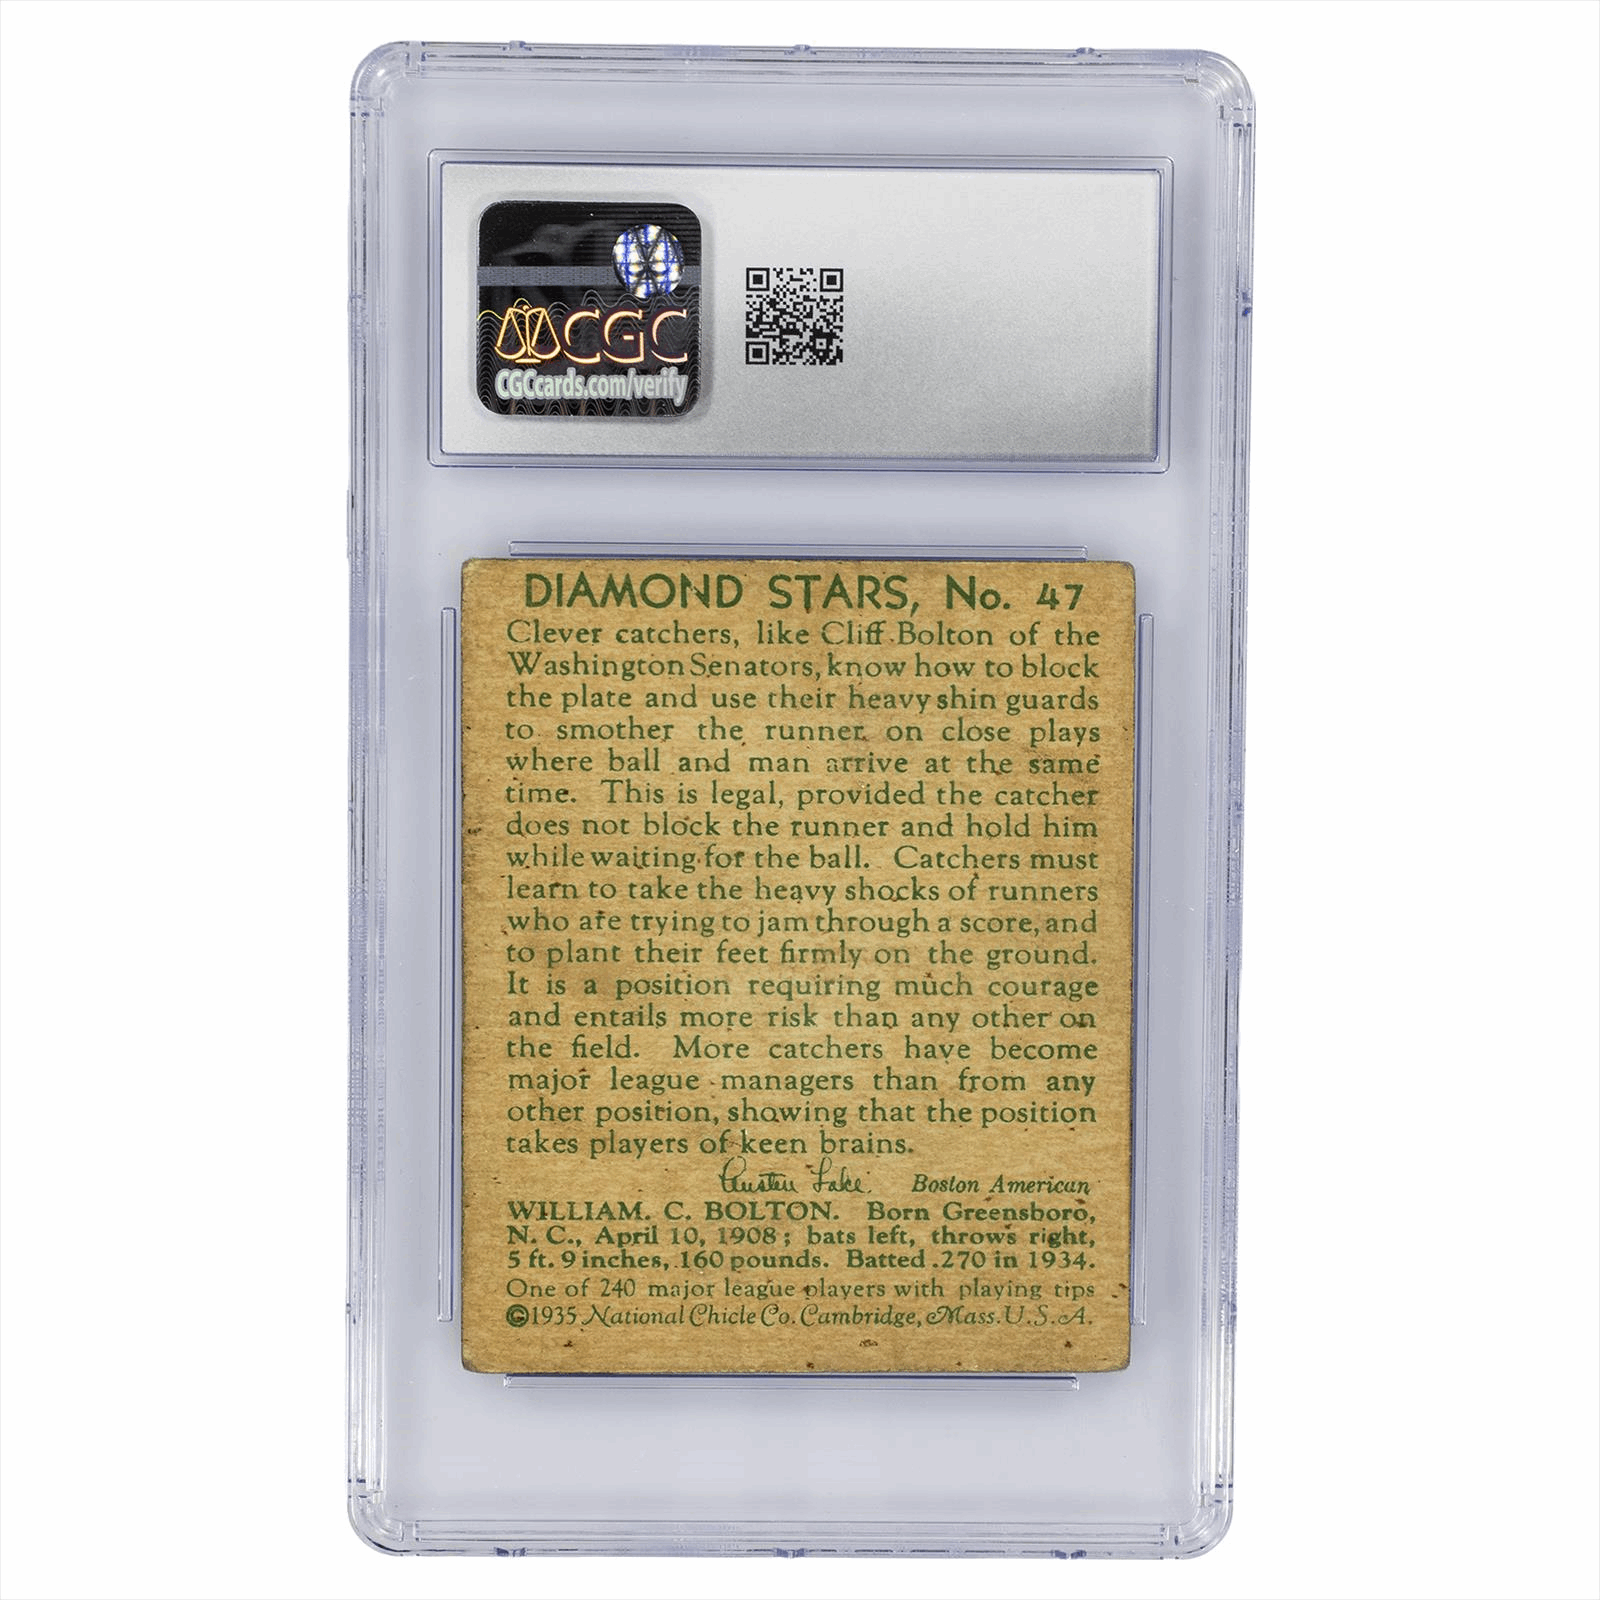 CGC
CGCcards.com/verify
DIAMOND STARS, No. 47
Clever catchers, like Cliff Bolton of the
Washington Senators, know how to block
the plate and use their heavy shin guards
to smother the runner on close plays
where ball and man arrive at the same
time. This is legal, provided the catcher
does not block the runner and hold him
while waiting for the ball. Catchers must
learn to take the heavy shocks of runners
who are trying to jam through a score, and
to plant their feet firmly on the ground.
It is a position requiring much courage
and entails more risk than any other on
the field. More catchers have become
major league managers than from any
other position, showing that the position
takes players of keen brains.
Austen Lake. Boston American
WILLIAM. C. BOLTON. Born Greensboro,
N. C., April 10, 1908; bats left, throws right,
5 ft. 9 inches, 160 pounds. Batted .270 in 1934.
One of 240 major league players with playing tips
©1935 National Chicle Co. Cambridge, Mass. U.S.A.